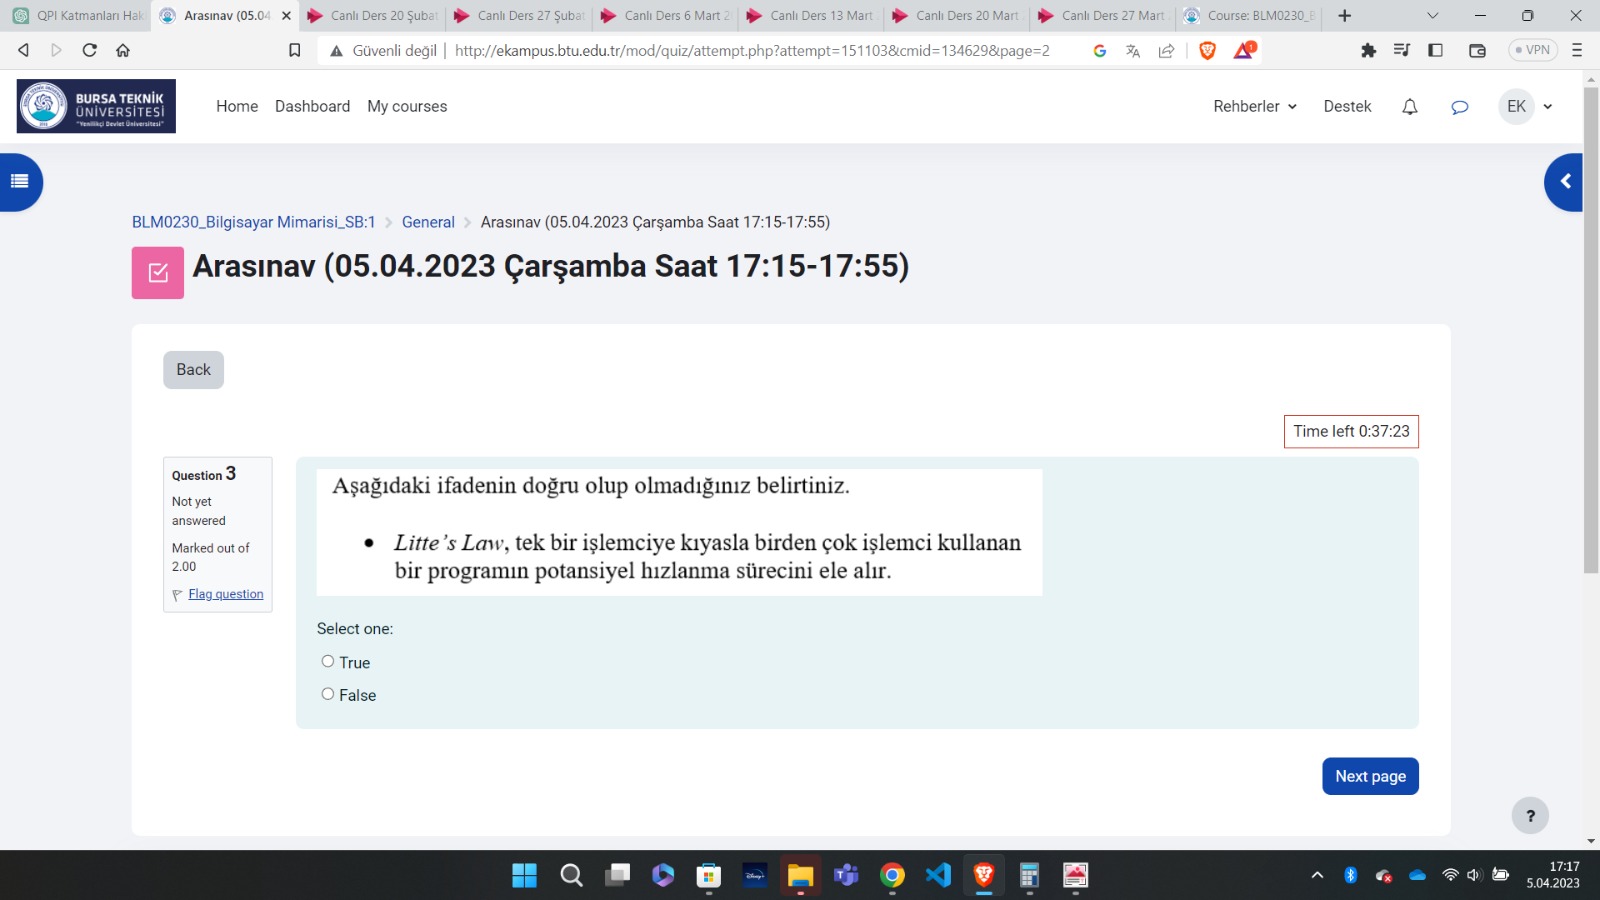 QPI Katmanları Hak
Arasınav (05.04
Canlı Ders 20 Şubat
Canlı Ders 27 Şubat
Canlı Ders 6 Mart 2
Canlı Ders 13 Mart
Canlı Ders 20 Mart
Canlı Ders 27 Mart
Course: BLM0230_B
Güvenli değil | http://ekampus.btu.edu.tr/mod/quiz/attempt.php?attempt=151103&cmid=134629&page=2
1
VPN
BURSA TEKNİK
ÜNİVERSİTESİ
"Yenilikçi Devlet Üniversitesi"
Home Dashboard My courses
Rehberler Destek EK
BLM0230_Bilgisayar Mimarisi_SB:1 General Arasınav (05.04.2023 Çarşamba Saat 17:15-17:55)
Arasınav (05.04.2023 Çarşamba Saat 17:15-17:55)
Back
Time left 0:37:23
Question 3
Not yet
answered
Marked out of
2.00
Flag question
Aşağıdaki ifadenin doğru olup olmadığınız belirtiniz.
• Litte’s Law, tek bir işlemciye kıyasla birden çok işlemci kullanan
bir programın potansiyel hızlanma sürecini ele alır.
Select one:
True
False
Next page
?
Disney+
17:17
5.04.2023